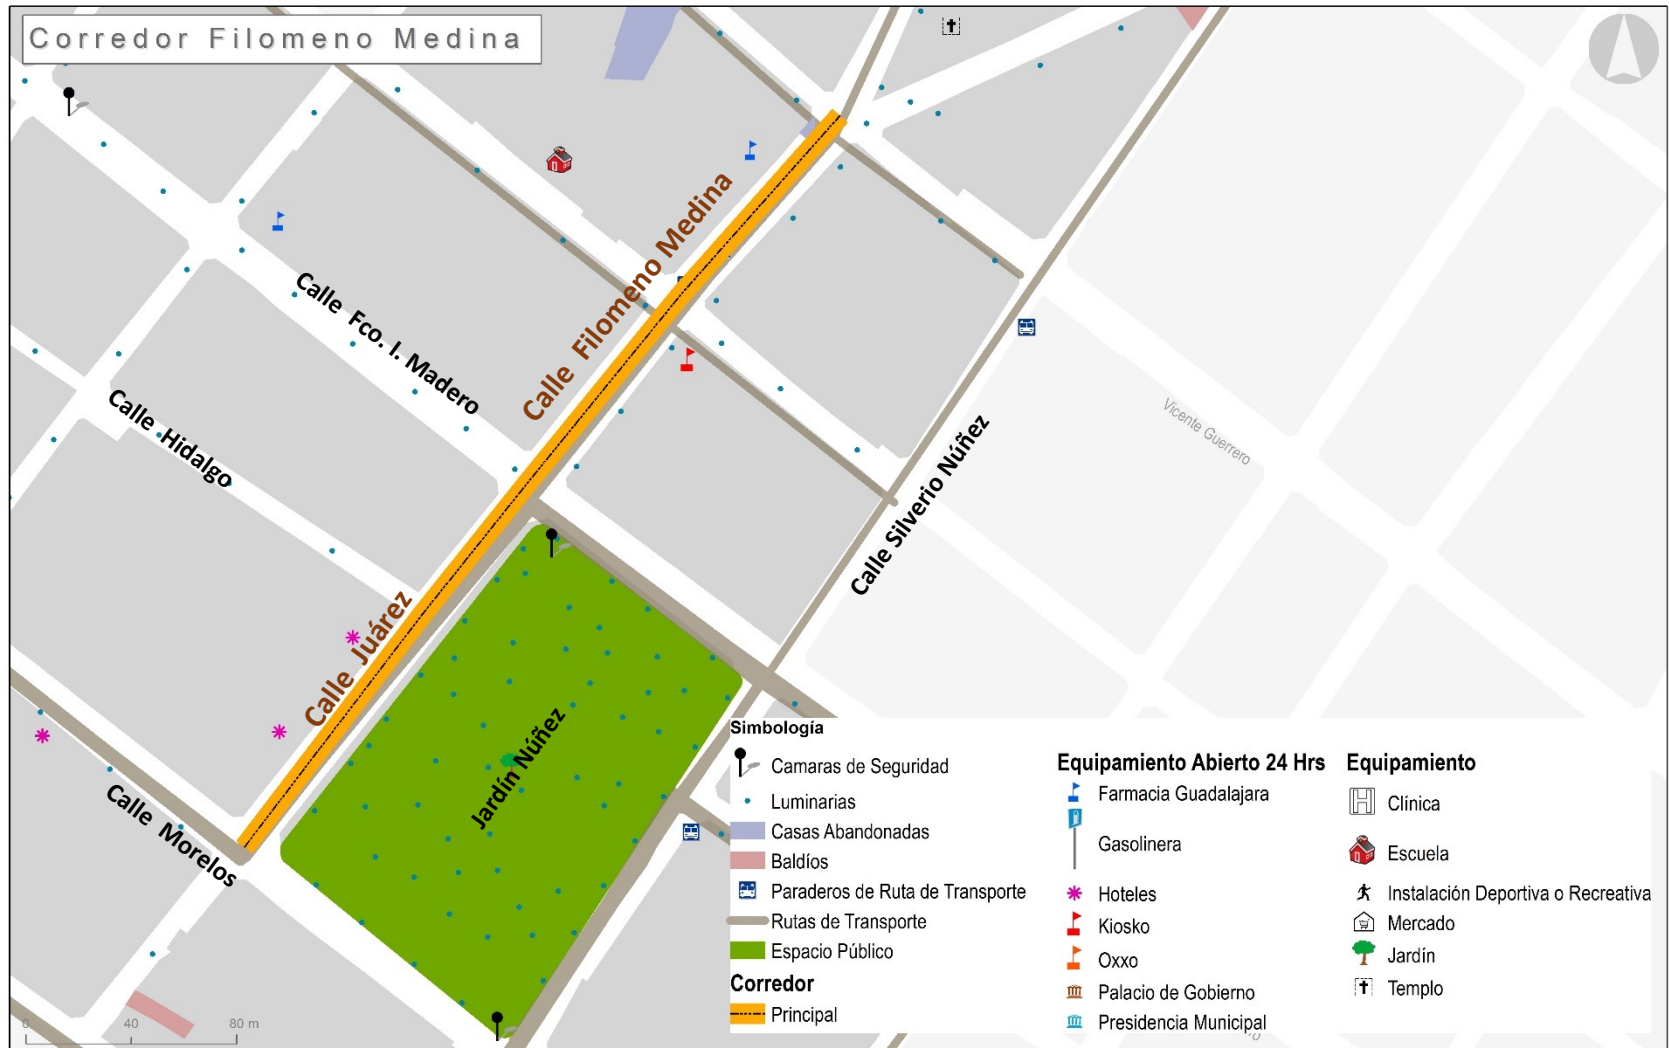 Corredor Filomeno Medina
Calle Filomeno Medina
Calle Fco. I. Madero
Calle Hidalgo
Vicente Guerrero
Calle Silverio Núñez
Calle Juárez
Jardín Núñez
Calle Morelos
0 40 80 m
Simbología
Camaras de Seguridad
Luminarias
Casas Abandonadas
Baldíos
Paraderos de Ruta de Transporte
Rutas de Transporte
Espacio Público
Corredor
Principal
Equipamiento Abierto 24 Hrs
Farmacia Guadalajara
Gasolinera
Hoteles
Kiosko
Oxxo
Palacio de Gobierno
Presidencia Municipal
Equipamiento
Clínica
Escuela
Instalación Deportiva o Recreativa
Mercado
Jardín
Templo